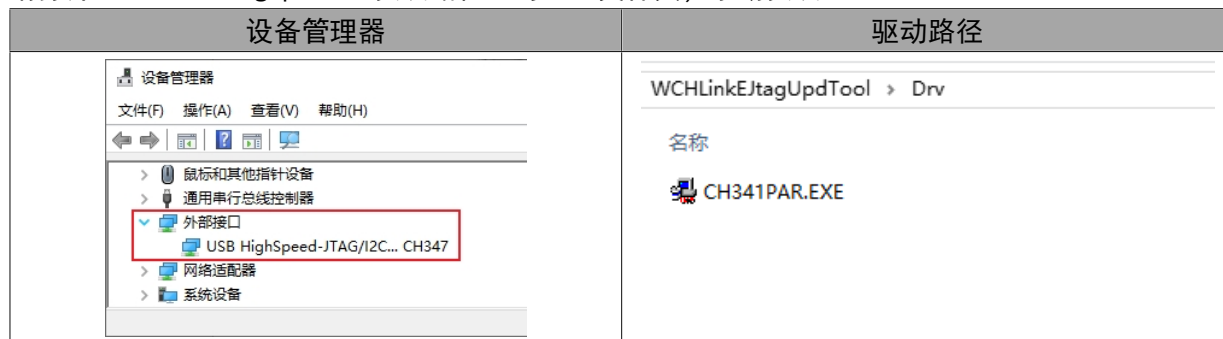 设备管理器
驱动路径
设备管理器
文件(F) 操作(A) 查看(V) 帮助(H)
鼠标和其他指针设备
通用串行总线控制器
外部接口
USB HighSpeed-JTAG/I2C... CH347
网络适配器
系统设备
WCHLinkEJtagUpdTool › Drv
名称
CH341PAR.EXE